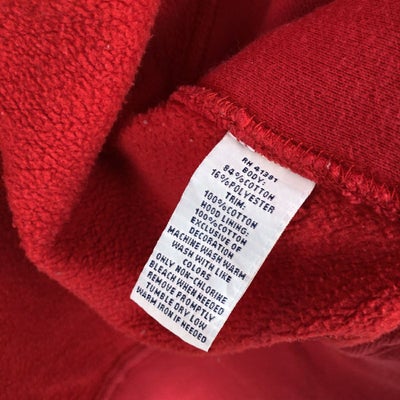 RN 41381
BODY:
84%COTTON
16%POLYESTER
TRIM:
100%COTTON
HOOD LINING:
100%COTTON
EXCLUSIVE OF
DECORATION
MACHINE WASH WARM
WASH WITH LIKE
COLORS
ONLY NON-CHLORINE
BLEACH WHEN NEEDED
REMOVE PROMPTLY
TUMBLE DRY LOW
WARM IRON IF NEEDED